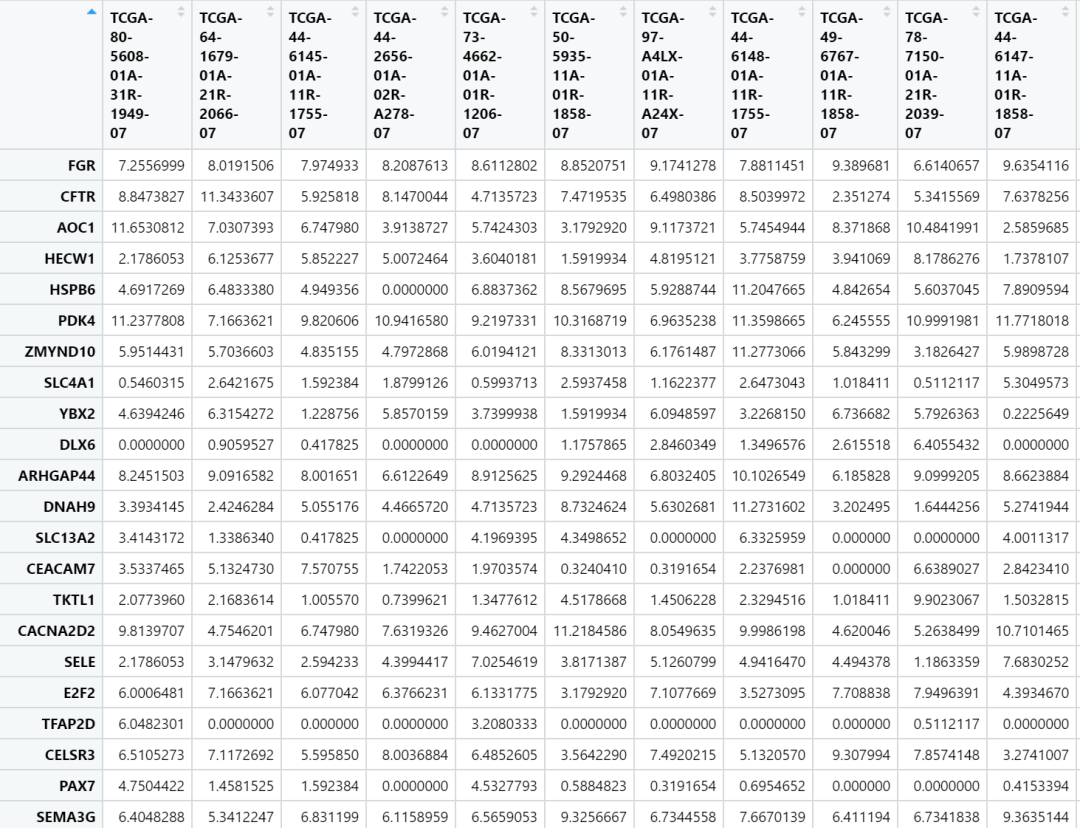 TCGA-80-5608-01A-31R-1949-07 TCGA-64-1679-01A-21R-2066-07 TCGA-44-6145-01A-11R-1755-07 TCGA-44-2656-01A-02R-A278-07 TCGA-73-4662-01A-01R-1206-07 TCGA-50-5935-11A-01R-1858-07 TCGA-97-A4LX-01A-11R-A24X-07 TCGA-44-6148-01A-11R-1755-07 TCGA-49-6767-01A-11R-1858-07 TCGA-78-7150-01A-21R-2039-07 TCGA-44-6147-11A-01R-1858-07
FGR 7.2556999 8.0191506 7.974933 8.2087613 8.6112802 8.8520751 9.1741278 7.8811451 9.389681 6.6140657 9.6354116
CFTR 8.8473827 11.3433607 5.925818 8.1470044 4.7135723 7.4719535 6.4980386 8.5039972 2.351274 5.3415569 7.6378256
AOC1 11.6530812 7.0307393 6.747980 3.9138727 5.7424303 3.1792920 9.1173721 5.7454944 8.371868 10.4841991 2.5859685
HECW1 2.1786053 6.1253677 5.852227 5.0072464 3.6040181 1.5919934 4.8195121 3.7758759 3.941069 8.1786276 1.7378107
HSPB6 4.6917269 6.4833380 4.949356 0.0000000 6.8837362 8.5679695 5.9288744 11.2047665 4.842654 5.6037045 7.8909594
PDK4 11.2377808 7.1663621 9.820606 10.9416580 9.2197331 10.3168719 6.9635238 11.3598665 6.245555 10.9991981 11.7718018
ZMYND10 5.9514431 5.7036603 4.835155 4.7972868 6.0194121 8.3313013 6.1761487 11.2773066 5.843299 3.1826427 5.9898728
SLC4A1 0.5460315 2.6421675 1.592384 1.8799126 0.5993713 2.5937458 1.1622377 2.6473043 1.018411 0.5112117 5.3049573
YBX2 4.6394246 6.3154272 1.228756 5.8570159 3.7399938 1.5919934 6.0948597 3.2268150 6.736682 5.7926363 0.2225649
DLX6 0.0000000 0.9059527 0.417825 0.0000000 0.0000000 1.1757865 2.8460349 1.3496576 2.615518 6.4055432 0.0000000
ARHGAP44 8.2451503 9.0916582 8.001651 6.6122649 8.9125625 9.2924468 6.8032405 10.1026549 6.185828 9.0999205 8.6623884
DNAH9 3.3934145 2.4246284 5.055176 4.4665720 4.7135723 8.7324624 5.6302681 11.2731602 3.202495 1.6444256 5.2741944
SLC13A2 3.4143172 1.3386340 0.417825 0.0000000 4.1969395 4.3498652 0.0000000 6.3325959 0.000000 0.0000000 4.0011317
CEACAM7 3.5337465 5.1324730 7.570755 1.7422053 1.9703574 0.3240410 0.3191654 2.2376981 0.000000 6.6389027 2.8423410
TKTL1 2.0773960 2.1683614 1.005570 0.7399621 1.3477612 4.5178668 1.4506228 2.3294516 1.018411 9.9023067 1.5032815
CACNA2D2 9.8139707 4.7546201 6.747980 7.6319326 9.4627004 11.2184586 8.0549635 9.9986198 4.620046 5.2638499 10.7101465
SELE 2.1786053 3.1479632 2.594233 4.3994417 7.0254619 3.8171387 5.1260799 4.9416470 4.494378 1.1863359 7.6830252
E2F2 6.0006481 7.1663621 6.077042 6.3766231 6.1331775 3.1792920 7.1077669 3.5273095 7.708838 7.9496391 4.3934670
TFAP2D 6.0482301 0.0000000 0.000000 0.0000000 3.2080333 0.0000000 0.0000000 0.0000000 0.000000 0.5112117 0.0000000
CELSR3 6.5105273 7.1172692 5.595850 8.0036884 6.4852605 3.5642290 7.4920215 5.1320570 9.307994 7.8574148 3.2741007
PAX7 4.7504422 1.4581525 1.592384 0.0000000 4.5327793 0.5884823 0.3191654 0.6954652 0.000000 0.0000000 0.4153394
SEMA3G 6.4048288 5.3412247 6.831199 6.1158959 6.5659053 9.3256667 6.7344558 7.6670139 6.411194 6.7341838 9.3635144